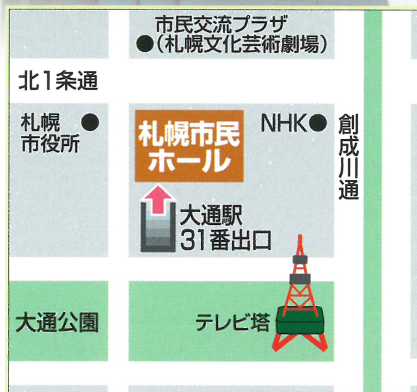 市民交流プラザ
●(札幌文化芸術劇場)
北1条通
札幌●
市役所
札幌市民
ホール
NHK●
創成川通
大通駅
31番出口
大通公園
テレビ塔